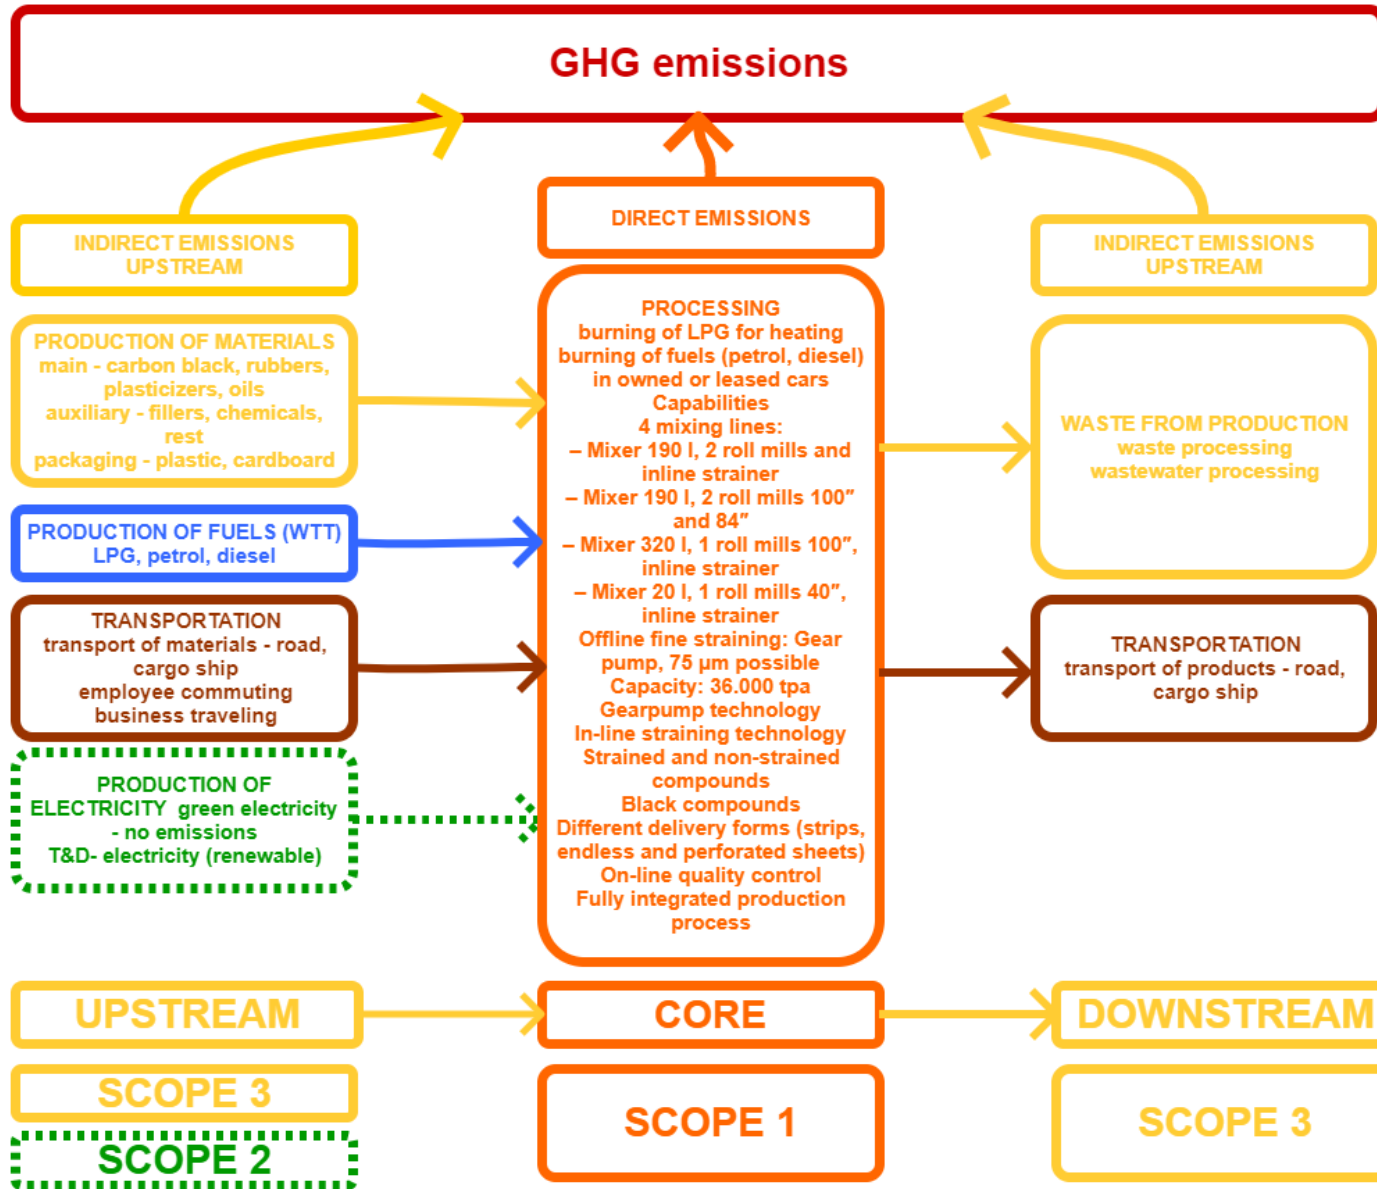 GHG emissions
INDIRECT EMISSIONS
UPSTREAM
DIRECT EMISSIONS
INDIRECT EMISSIONS
UPSTREAM
PRODUCTION OF MATERIALS
main - carbon black, rubbers,
plasticizers, oils
auxiliary - fillers, chemicals,
rest
packaging - plastic, cardboard
PRODUCTION OF FUELS (WTT)
LPG, petrol, diesel
TRANSPORTATION
transport of materials - road,
cargo ship
employee commuting
business traveling
PRODUCTION OF
ELECTRICITY  green electricity
- no emissions
T&D- electricity (renewable)
PROCESSING
burning of LPG for heating
burning of fuels (petrol, diesel)
in owned or leased cars
Capabilities
4 mixing lines:
– Mixer 190 l, 2 roll mills and
inline strainer
– Mixer 190 l, 2 roll mills 100″
and 84″
– Mixer 320 l, 1 roll mills 100″,
inline strainer
– Mixer 20 l, 1 roll mills 40″,
inline strainer
Offline fine straining: Gear
pump, 75 μm possible
Capacity: 36.000 tpa
Gearpump technology
In-line straining technology
Strained and non-strained
compounds
Black compounds
Different delivery forms (strips,
endless and perforated sheets)
On-line quality control
Fully integrated production
process
WASTE FROM PRODUCTION
waste processing
wastewater processing
TRANSPORTATION
transport of products - road,
cargo ship
UPSTREAM
CORE
DOWNSTREAM
SCOPE 3
SCOPE 2
SCOPE 1
SCOPE 3